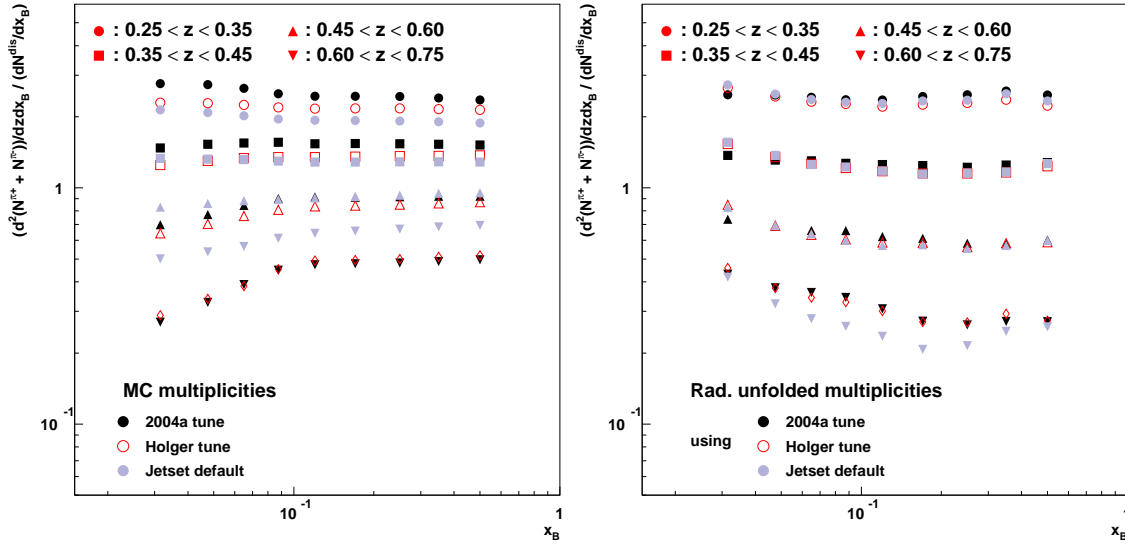 (d²(N^π+ + N^π-))/dzdx_B / (dN^dis/dx_B)
● : 0.25 < z < 0.35 ▲ : 0.45 < z < 0.60
■ : 0.35 < z < 0.45 ▼ : 0.60 < z < 0.75
1
10⁻¹
MC multiplicities
2004a tune
Holger tune
Jetset default
10⁻¹ 1
x_B
(d²(N^π+ + N^π-))/dzdx_B / (dN^dis/dx_B)
● : 0.25 < z < 0.35 ▲ : 0.45 < z < 0.60
■ : 0.35 < z < 0.45 ▼ : 0.60 < z < 0.75
1
10⁻¹
Rad. unfolded multiplicities
2004a tune
using
Holger tune
Jetset default
10⁻¹ 1
x_B